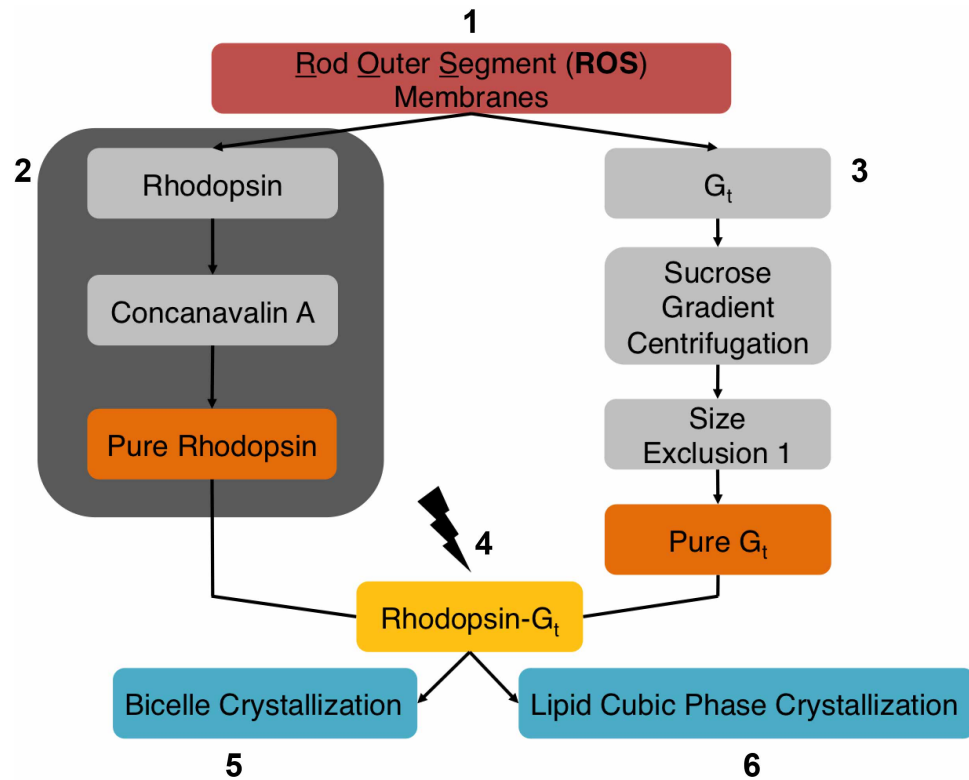 1
Rod Outer Segment (ROS)
Membranes
2
Rhodopsin
Concanavalin A
Pure Rhodopsin
3
Gt
Sucrose
Gradient
Centrifugation
Size
Exclusion 1
Pure Gt
4
Rhodopsin-Gt
Bicelle Crystallization
5
Lipid Cubic Phase Crystallization
6